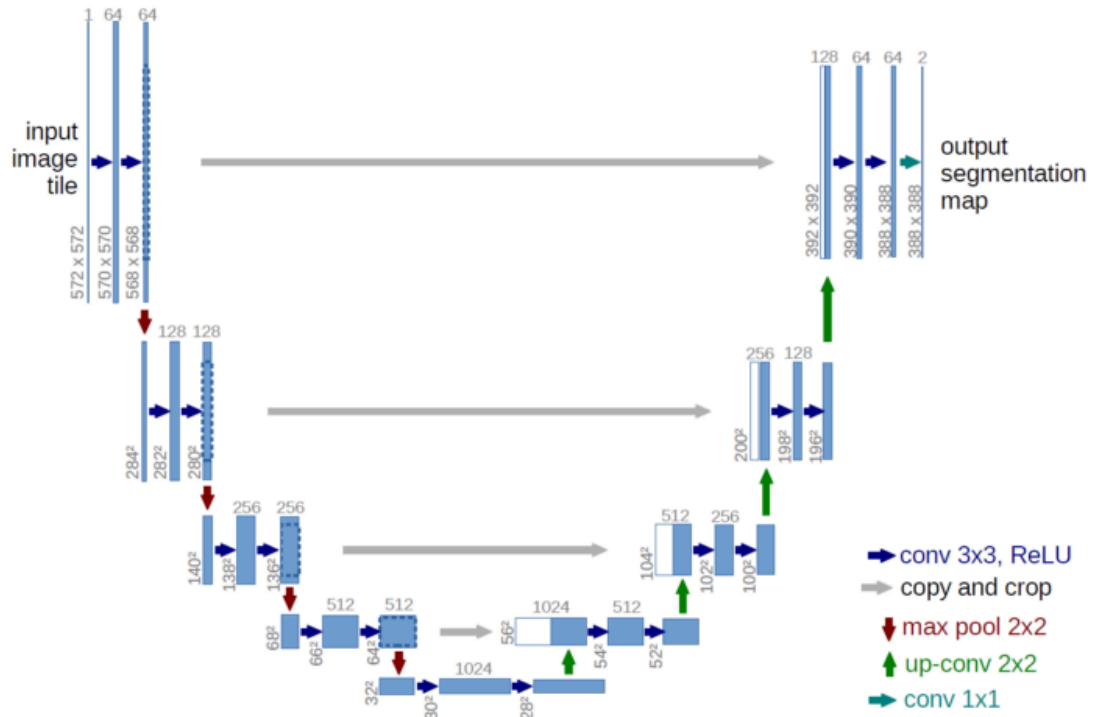 1
64
64
input
image
tile
572 x 572
570 x 570
568 x 568
128
64
64
2
output
segmentation
map
392 x 392
390 x 390
388 x 388
388 x 388
128
128
284²
282²
280²
256
128
200²
198²
196²
256
256
140²
138²
136²
512
256
104²
102²
100²
512
512
68²
66²
64²
1024
512
56²
54²
52²
1024
32²
30²
28²
conv 3x3, ReLU
copy and crop
max pool 2x2
up-conv 2x2
conv 1x1